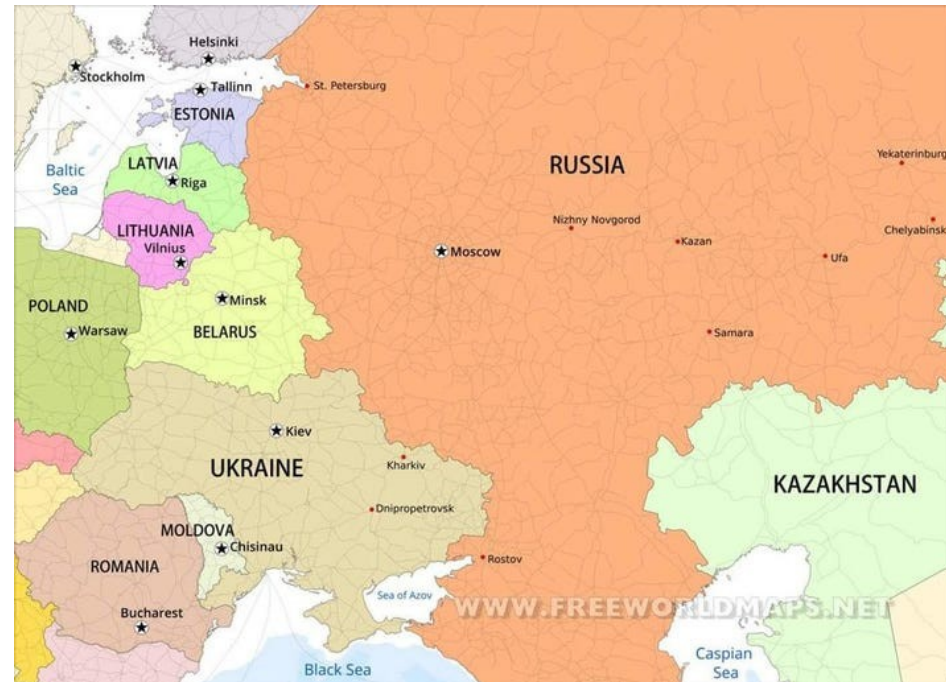 Helsinki
Stockholm
Tallinn
St. Petersburg
ESTONIA
RUSSIA
Yekaterinburg
LATVIA
Baltic
Sea
Riga
Nizhny Novgorod
Chelyabinsk
LITHUANIA
Vilnius
Moscow
Kazan
Ufa
Minsk
POLAND
Warsaw
BELARUS
Samara
Kiev
UKRAINE
Kharkiv
KAZAKHSTAN
Dnipropetrovsk
MOLDOVA
Chisinau
ROMANIA
Rostov
Sea of Azov
WWW.FREEWORLDMAPS.NET
Bucharest
Black Sea
Caspian
Sea